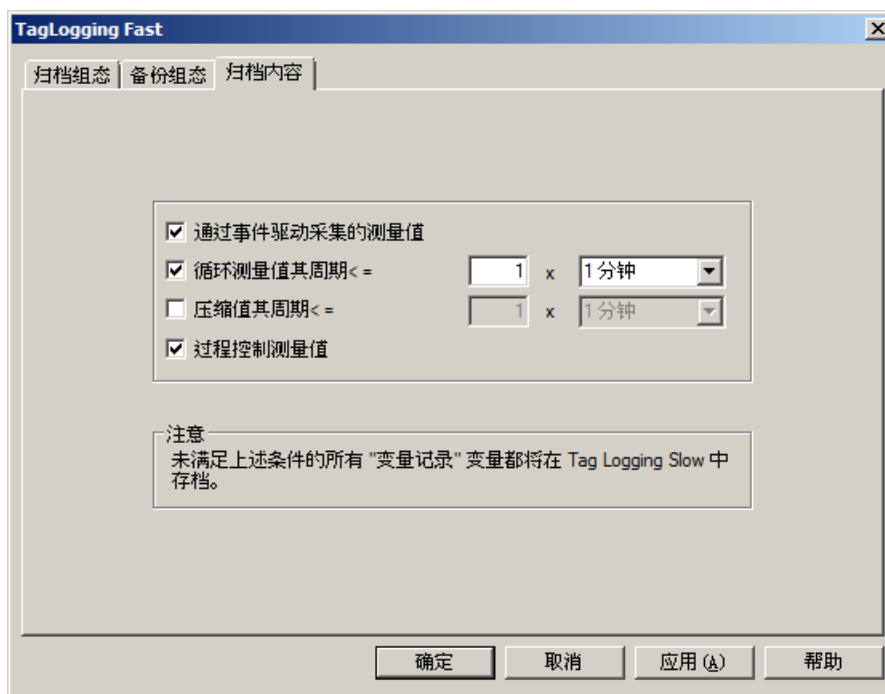 TagLogging Fast
归档组态 备份组态 归档内容
通过事件驱动采集的测量值
循环测量值其周期<= 1 x 1 分钟
压缩值其周期<= 1 x 1 分钟
过程控制测量值
注意
未满足上述条件的所有 "变量记录" 变量都将在 Tag Logging Slow 中
存档。
确定 取消 应用(A) 帮助